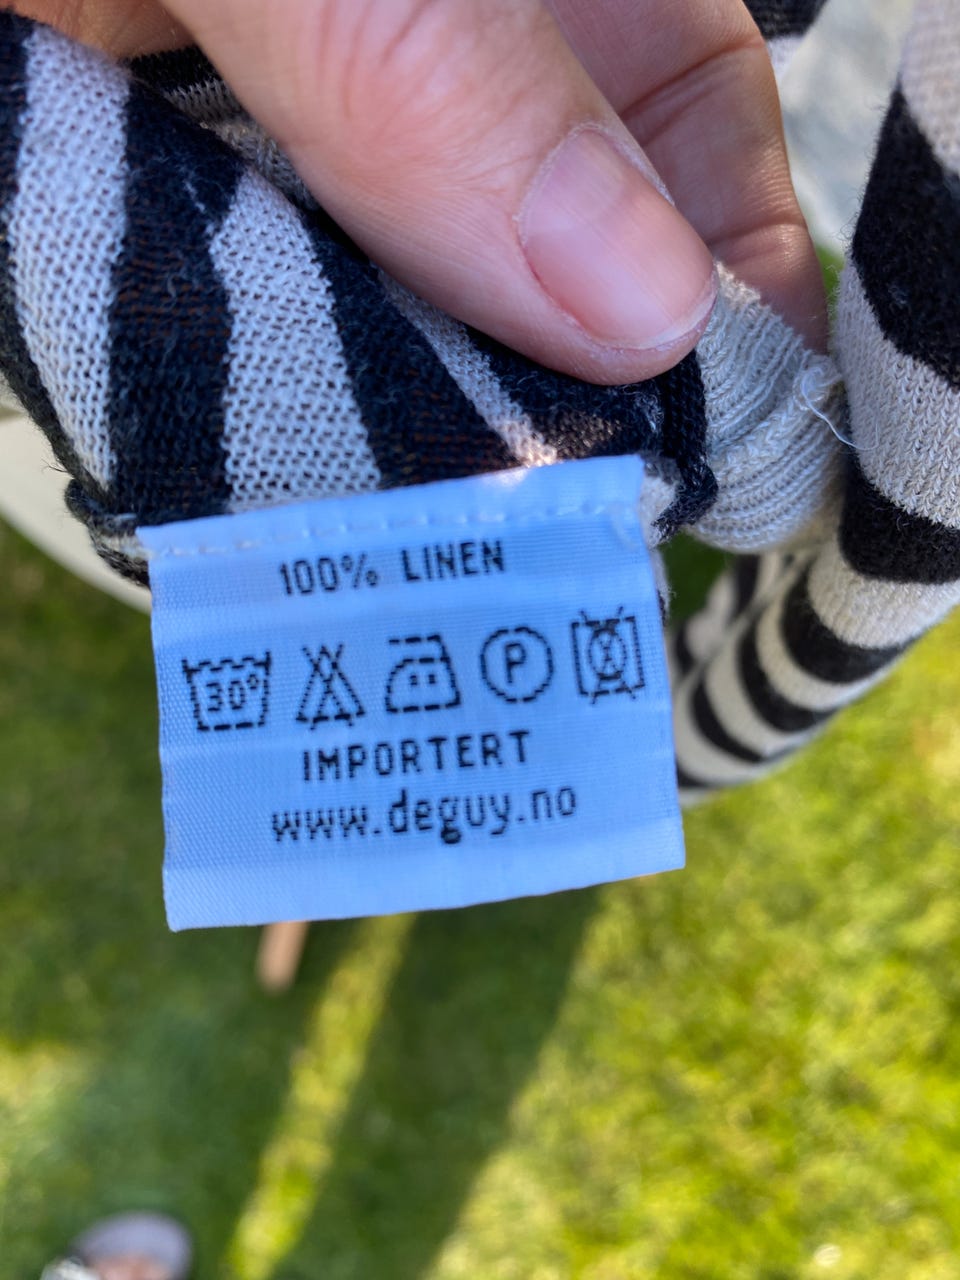 100% LINEN
30° P
IMPORTERT
www.deguy.no